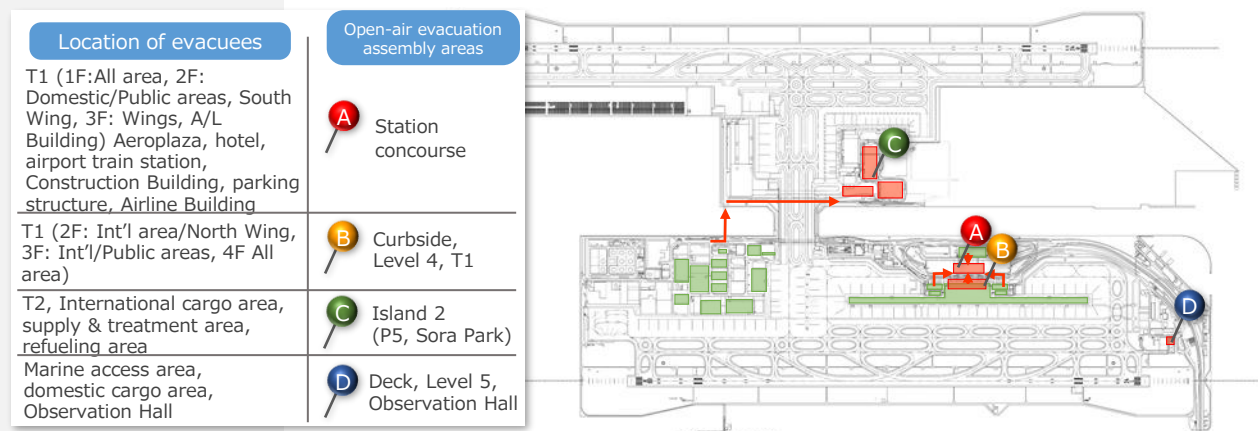 Location of evacuees
Open-air evacuation
assembly areas
T1 (1F:All area, 2F:
Domestic/Public areas, South
Wing, 3F: Wings, A/L
Building) Aeroplaza, hotel,
airport train station,
Construction Building, parking
structure, Airline Building
A
Station
concourse
T1 (2F: Int'l area/North Wing,
3F: Int'l/Public areas, 4F All
area)
B
Curbside,
Level 4, T1
T2, International cargo area,
supply & treatment area,
refueling area
C
Island 2
(P5, Sora Park)
Marine access area,
domestic cargo area,
Observation Hall
D
Deck, Level 5,
Observation Hall
C
A
B
D